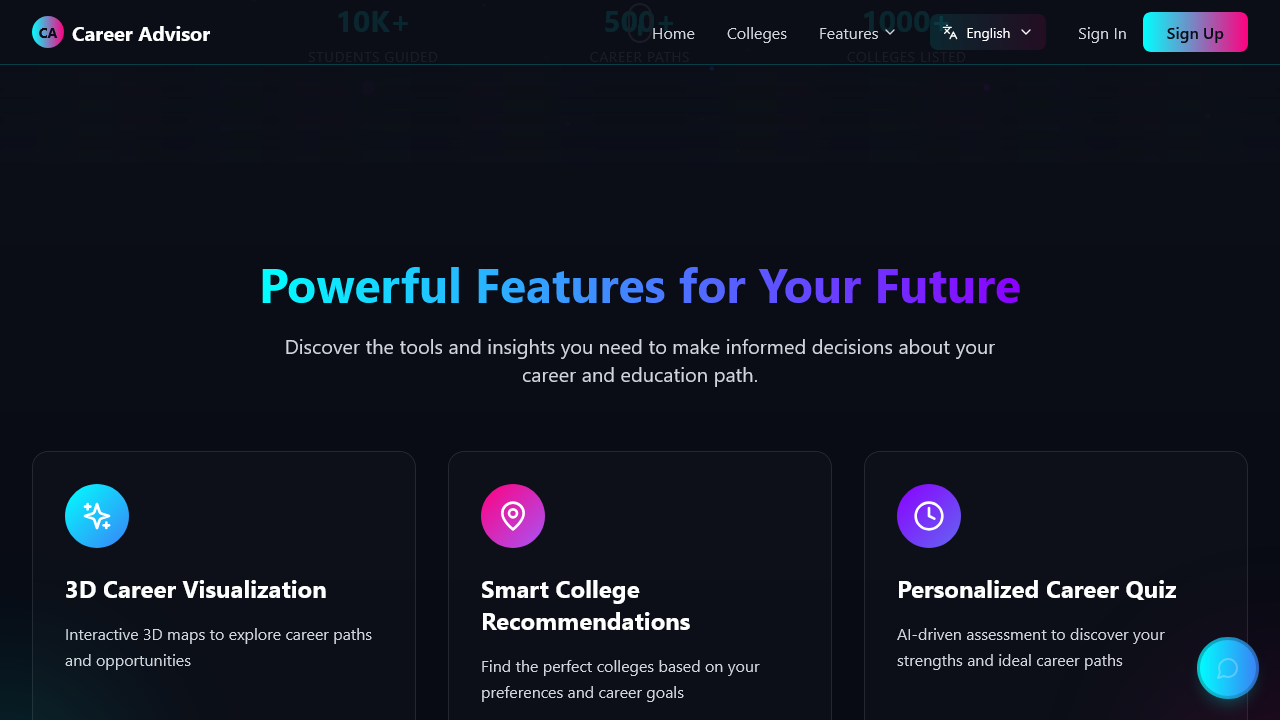 CA Career Advisor
Home
Colleges
Features
English
Sign In
Sign Up
10K+
500+
1000+
STUDENTS GUIDED
CAREER PATHS
COLLEGES LISTED
Powerful Features for Your Future
Discover the tools and insights you need to make informed decisions about your
career and education path.
3D Career Visualization
Interactive 3D maps to explore career paths
and opportunities
Smart College
Recommendations
Find the perfect colleges based on your
preferences and career goals
Personalized Career Quiz
AI-driven assessment to discover your
strengths and ideal career paths